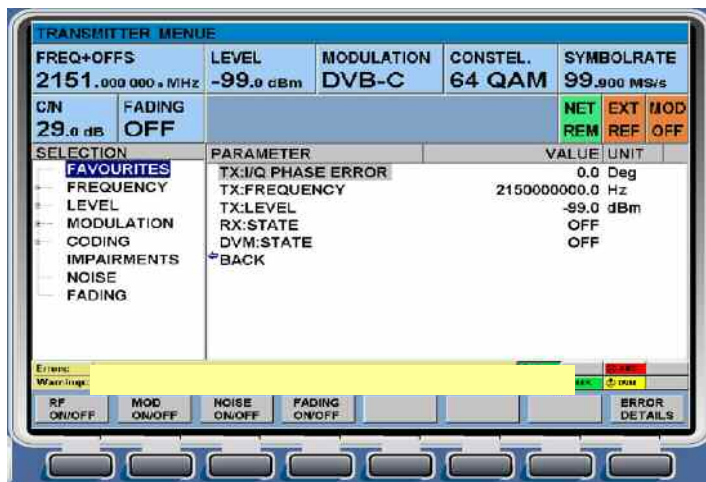 TRANSMITTER MENUE
FREQ+OFFS LEVEL MODULATION CONSTEL. SYMBOLRATE
2151.000 000 0 MHz -99.0 dBm DVB-C 64 QAM 99.900 MS/s
C/N FADING NET EXT MOD
29.0 dB OFF REM REF OFF
SELECTION PARAMETER VALUE UNIT
FAVOURITES TX:I/Q PHASE ERROR 0.0 Deg
FREQUENCY TX:FREQUENCY 2150000000.0 Hz
LEVEL TX:LEVEL -99.0 dBm
MODULATION RX:STATE OFF
CODING DVM:STATE OFF
IMPAIRMENTS BACK
NOISE
FADING
Errors:
Warnings:
DVM
RF MOD NOISE FADING ERROR
ON/OFF ON/OFF ON/OFF ON/OFF DETAILS